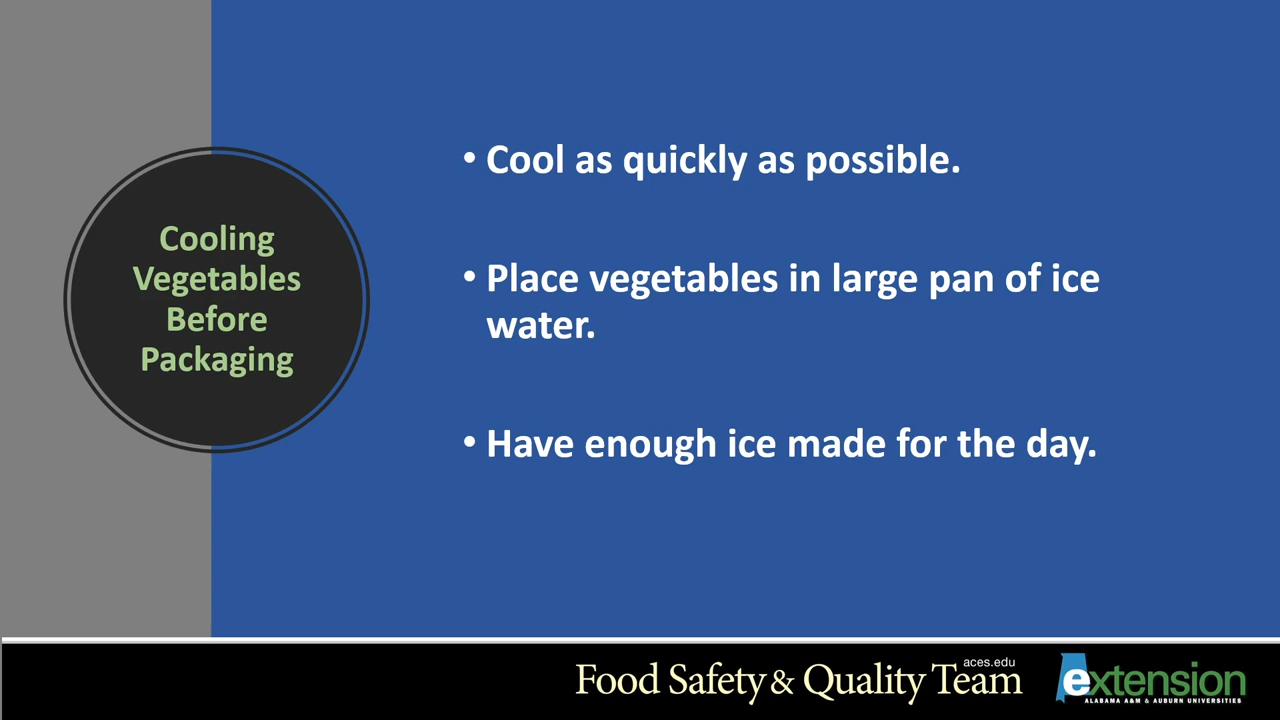 Cooling
Vegetables
Before
Packaging
• Cool as quickly as possible.
• Place vegetables in large pan of ice
water.
• Have enough ice made for the day.
aces.edu
Food Safety & Quality Team
extension
ALABAMA A&M & AUBURN UNIVERSITIES